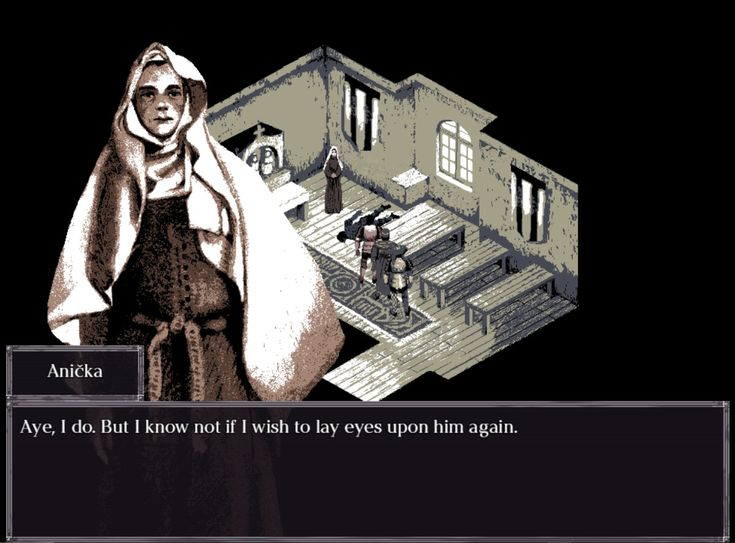 Anička
Aye, I do. But I know not if I wish to lay eyes upon him again.